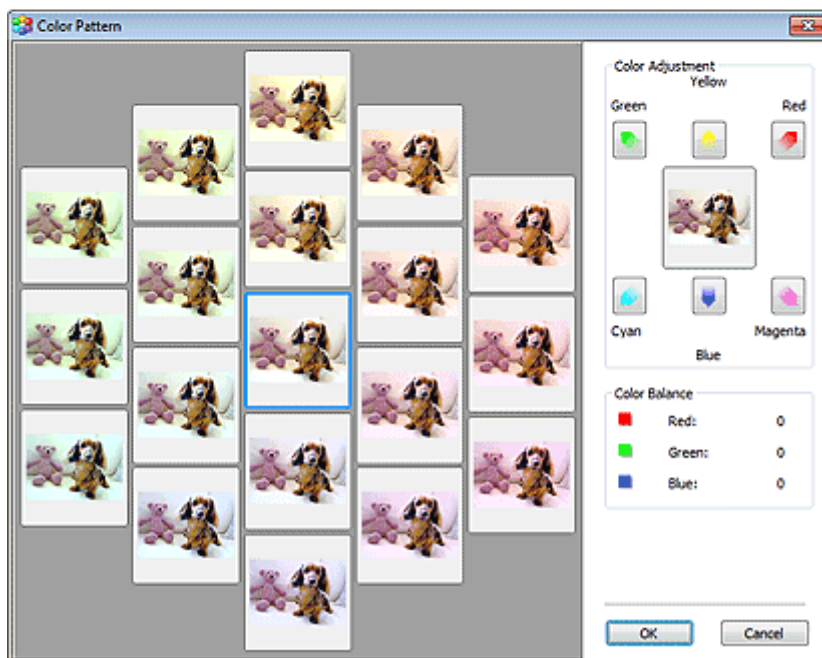 Color Pattern
Color Adjustment
Yellow
Green Red
Cyan Magenta
Blue
Color Balance
Red: 0
Green: 0
Blue: 0
OK Cancel